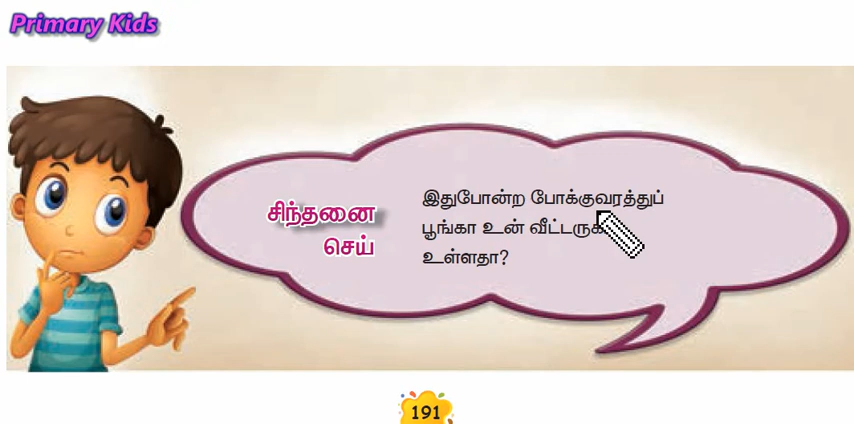 Primary Kids
சிந்தனை
செய்
இதுபோன்ற போக்குவரத்துப்
பூங்கா உன்
உள்ளதா?
191